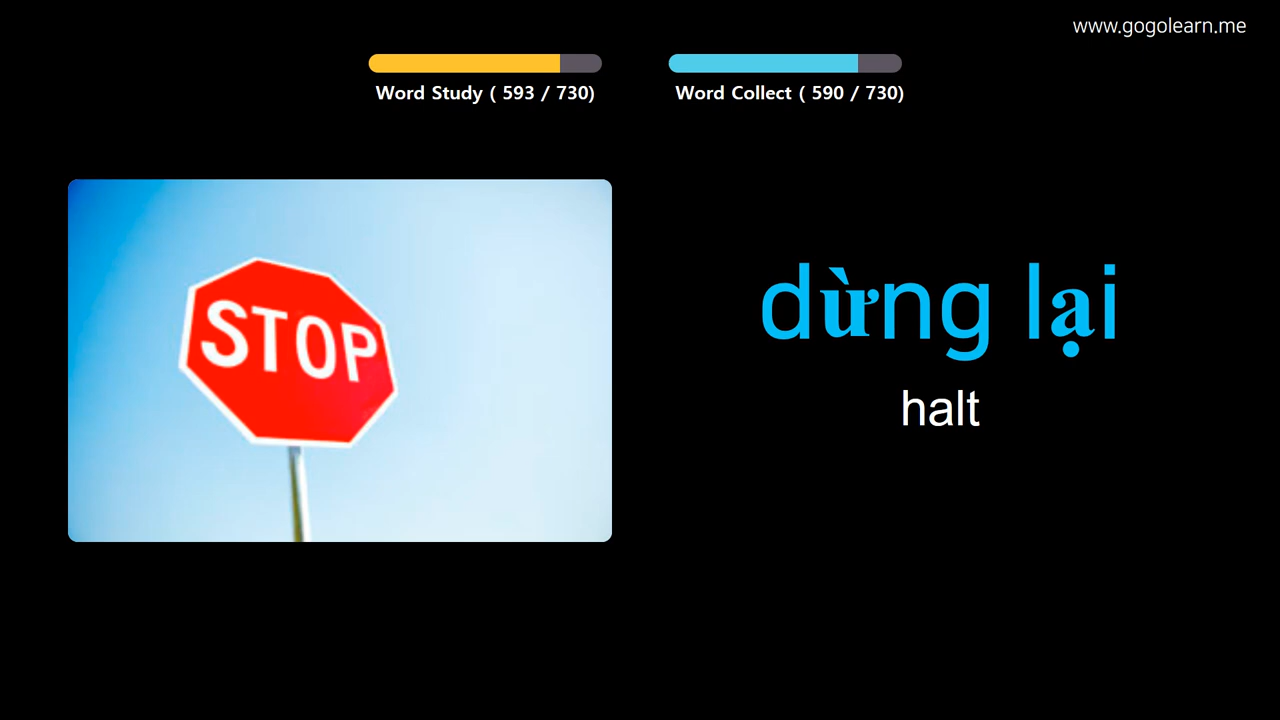 www.gogolearn.me
Word Study ( 593 / 730)
Word Collect ( 590 / 730)
STOP
dừng lại
halt